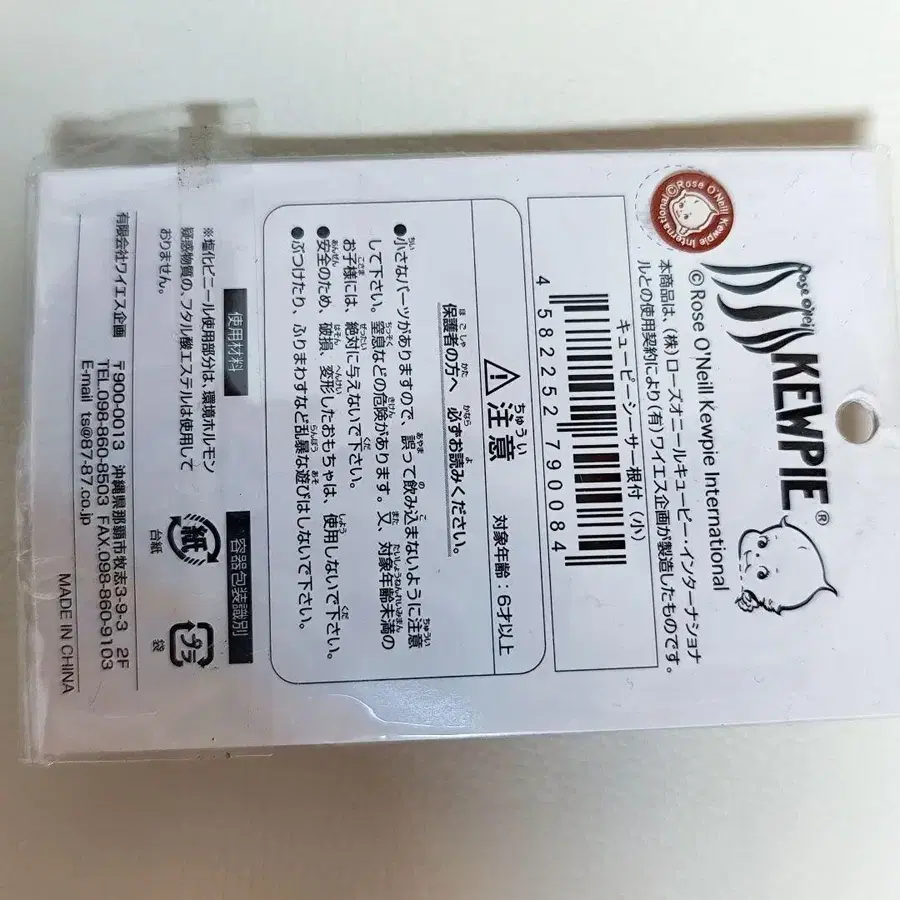 Rose O'Neill
KEWPIE®
©Rose O'Neill Kewpie International
©Rose O'Neill Kewpie International
本商品は、(株)ローズオニールキューピー・インターナショナ
ルとの使用契約により(有)ワイエス企画が製造したものです。
キューピーシーサー根付(小)
4 582252 790084
⚠注意 対象年齢:6才以上
保護者の方へ 必ずお読みください。
●小さなパーツがありますので、誤って飲み込まないように注意
して下さい。窒息などの危険があります。又、対象年齢未満の
お子様には、絶対に与えないで下さい。
●安全のため、破損、変形したおもちゃは、使用しないで下さい。
●ぶつけたり、ふりまわすなど乱暴な遊びはしないで下さい。
使用材料
※塩化ビニール使用部分は、環境ホルモン
疑惑物質の、フタル酸エステルは使用して
おりません。
容器包装識別
紙
台紙
プラ
袋
有限会社ワイエス企画 〒900-0013 沖縄県那覇市牧志3-9-3 2F
TEL.098-860-8503 FAX.098-860-9103
E-mail ts@87-87.co.jp
MADE IN CHINA